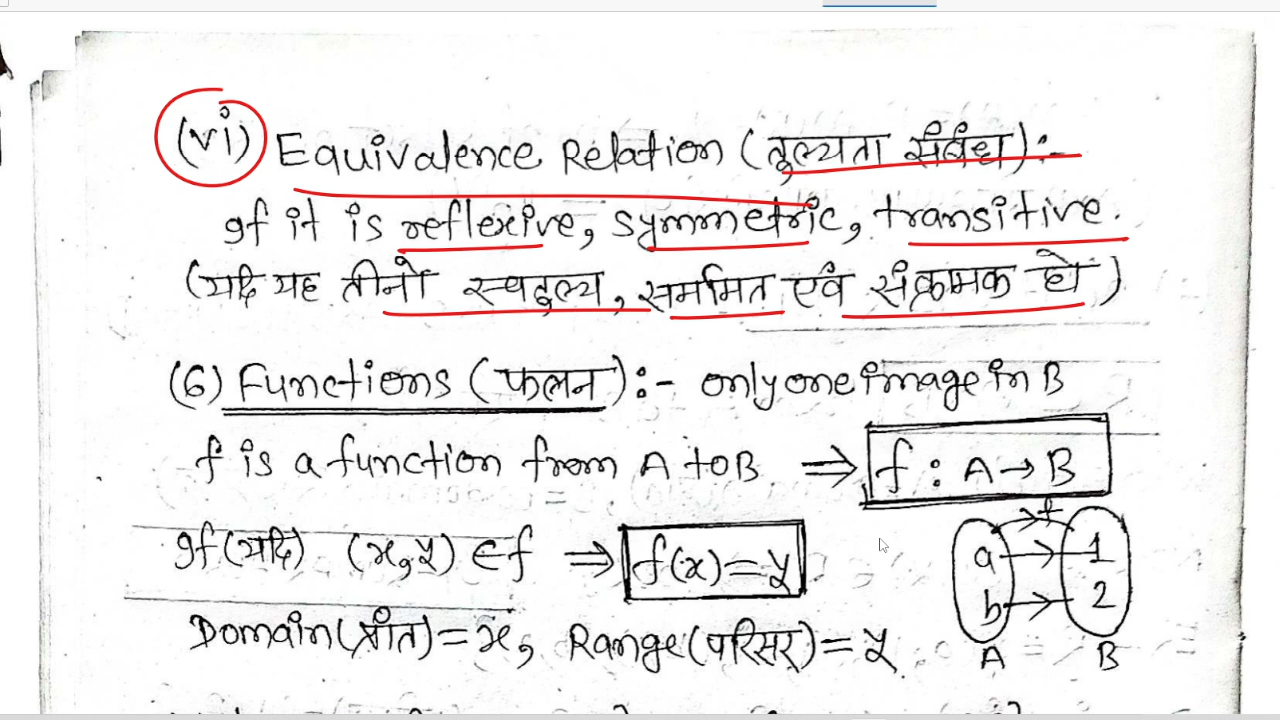 (vi) Equivalence Relation (तुल्यता संबंध):-
If it is reflexive, symmetric, transitive.
(यदि यह तीनो स्वतुल्य, सममित एवं संक्रामक हो)
(6) Functions (फलन):- only one image in B
f is a function from A to B ⇒ f : A→B
If (यदि) (x,y) ∈ f ⇒ f(x)=y
Domain(प्रांत)=x, Range(परिसर)=y
f
a 1
b 2
A B